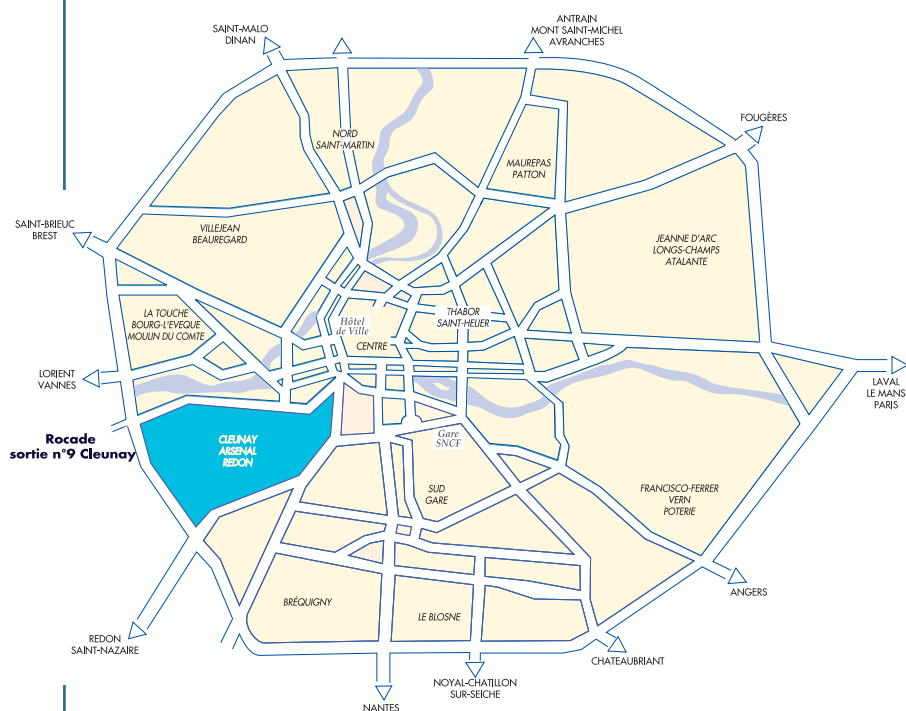 SAINT-MALO
DINAN
ANTRAIN
MONT SAINT-MICHEL
AVRANCHES
FOUGÈRES
NORD
SAINT-MARTIN
MAUREPAS
PATTON
SAINT-BRIEUC
BREST
VILLEJEAN
BEAUREGARD
JEANNE D'ARC
LONGS-CHAMPS
ATALANTE
LA TOUCHE
BOURG-L'EVEQUE
MOULIN DU COMTE
Hôtel
de Ville
THABOR
SAINT-HELIER
CENTRE
LORIENT
VANNES
LAVAL
LE MANS
PARIS
Rocade
sortie n°9 Cleunay
CLEUNAY
ARSENAL
REDON
Gare
SNCF
SUD
GARE
FRANCISCO-FERRER
VERN
POTERIE
BRÉQUIGNY
LE BLOSNE
ANGERS
REDON
SAINT-NAZAIRE
CHATEAUBRIANT
NOYAL-CHATILLON
SUR-SEICHE
NANTES